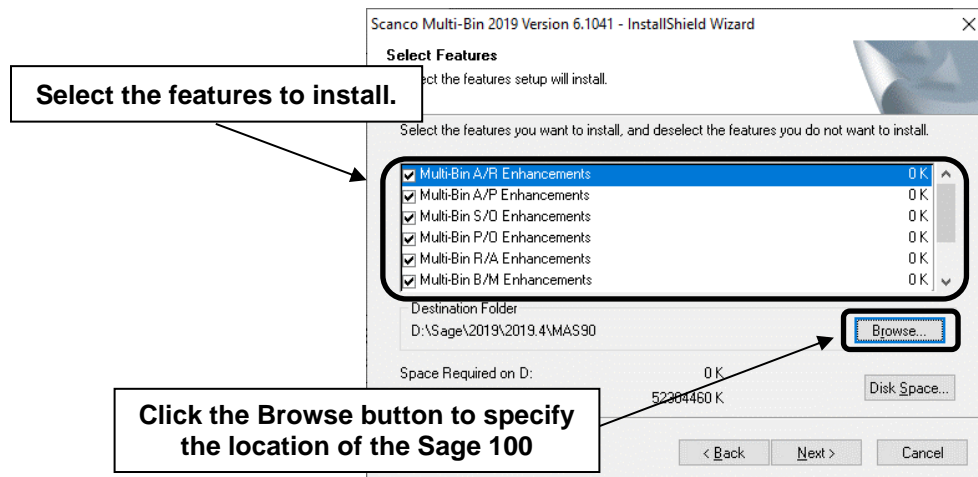 Scanco Multi-Bin 2019 Version 6.1041 - InstallShield Wizard
Select Features
ect the features setup will install.
Select the features to install.
Select the features you want to install, and deselect the features you do not want to install.
Multi-Bin A/R Enhancements 0 K
Multi-Bin A/P Enhancements 0 K
Multi-Bin S/O Enhancements 0 K
Multi-Bin P/O Enhancements 0 K
Multi-Bin R/A Enhancements 0 K
Multi-Bin B/M Enhancements 0 K
Destination Folder
D:\Sage\2019\2019.4\MAS90 Browse...
Space Required on D: 0 K
52384460 K Disk Space...
Click the Browse button to specify
the location of the Sage 100
< Back Next > Cancel